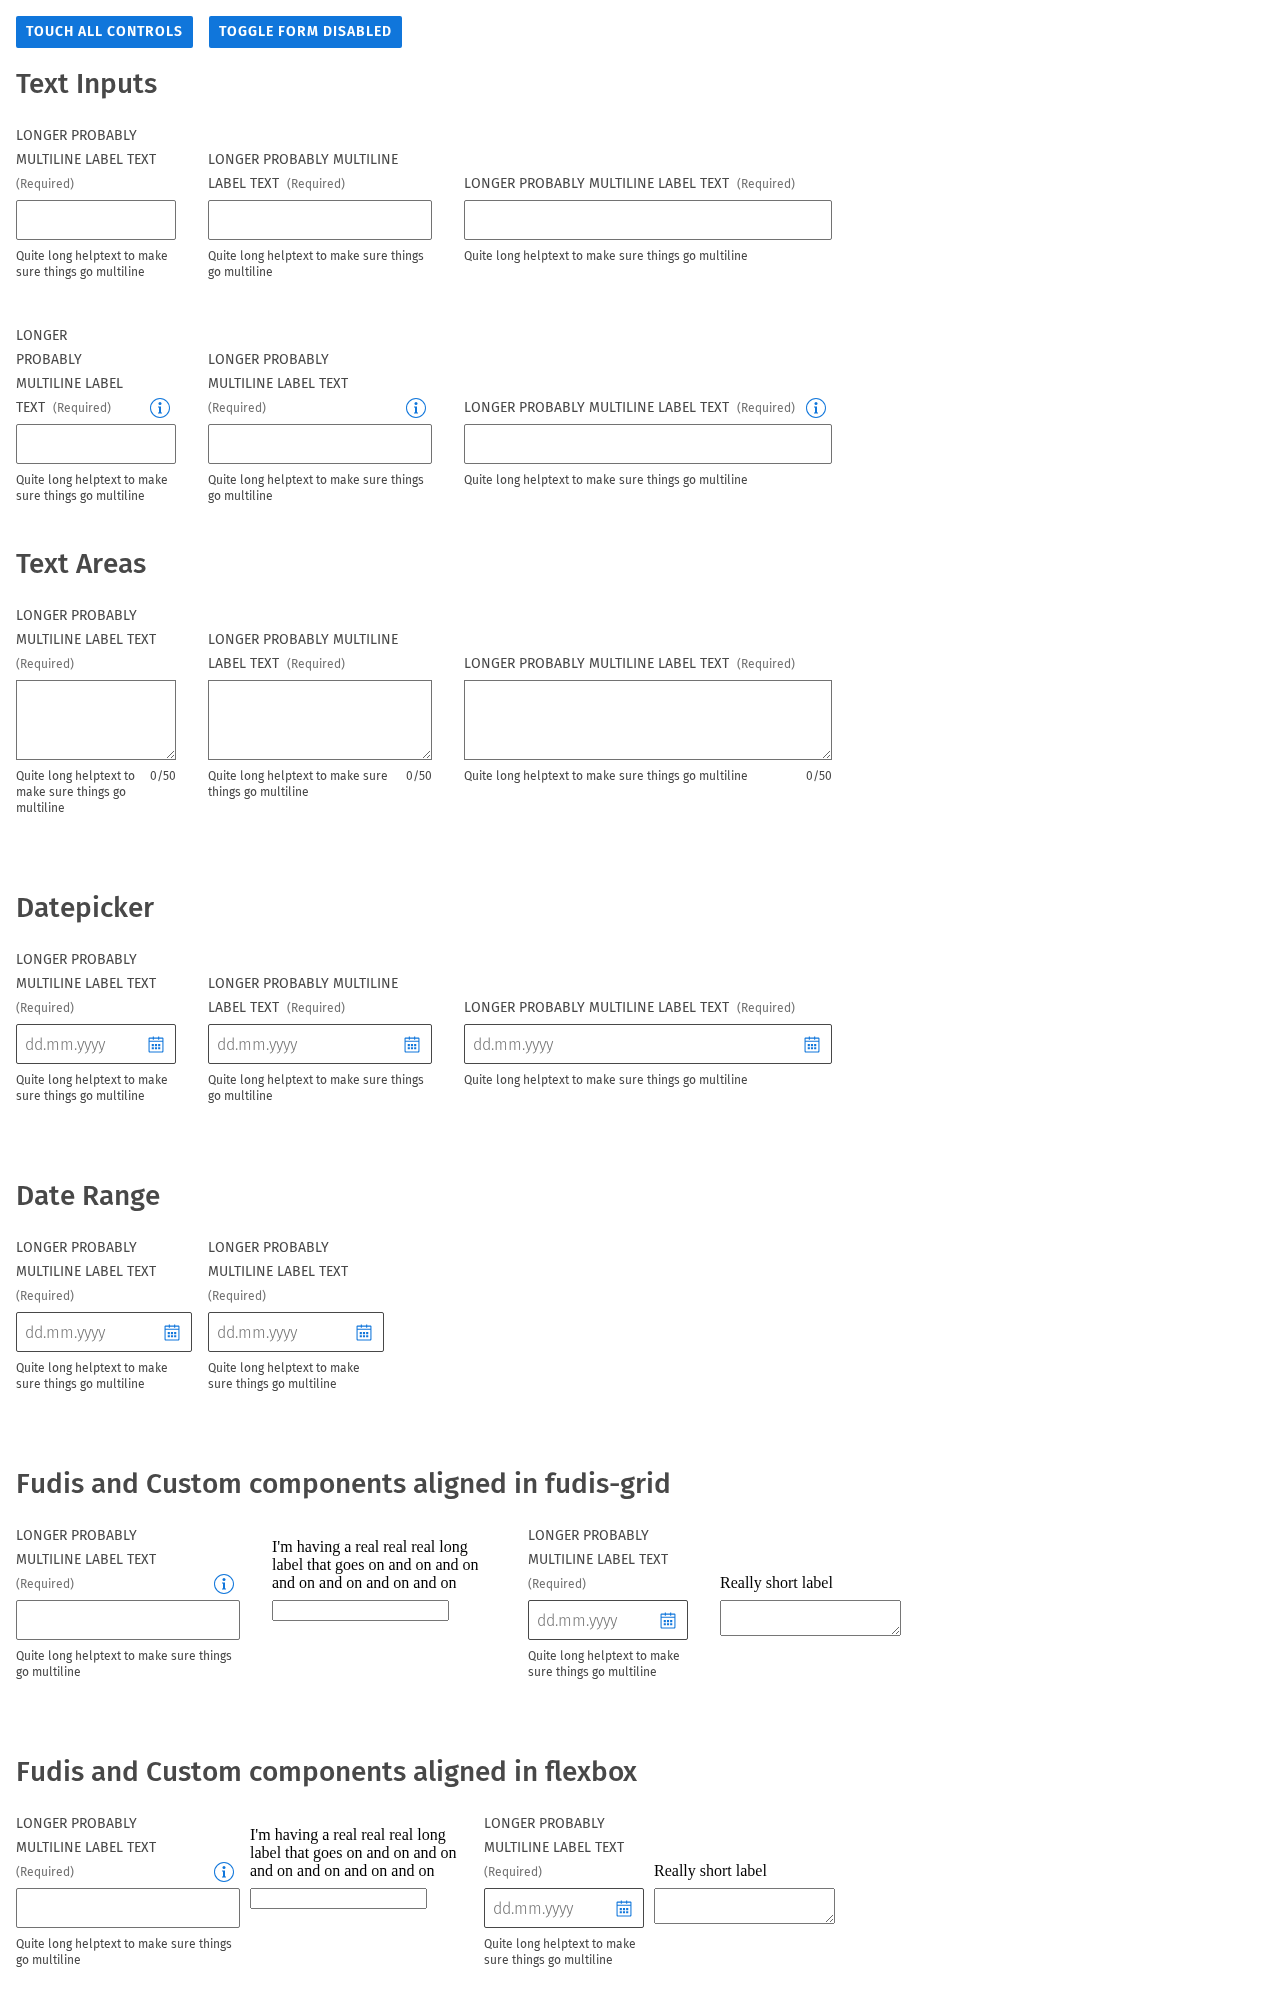 TOUCH ALL CONTROLS
TOGGLE FORM DISABLED
Text Inputs
LONGER PROBABLY
MULTILINE LABEL TEXT
(Required)
Quite long helptext to make
sure things go multiline
LONGER PROBABLY MULTILINE
LABEL TEXT (Required)
Quite long helptext to make sure things
go multiline
LONGER PROBABLY MULTILINE LABEL TEXT (Required)
Quite long helptext to make sure things go multiline
LONGER
PROBABLY
MULTILINE LABEL
TEXT (Required)
Quite long helptext to make
sure things go multiline
LONGER PROBABLY
MULTILINE LABEL TEXT
(Required)
Quite long helptext to make sure things
go multiline
LONGER PROBABLY MULTILINE LABEL TEXT (Required)
Quite long helptext to make sure things go multiline
Text Areas
LONGER PROBABLY
MULTILINE LABEL TEXT
(Required)
Quite long helptext to 0/50
make sure things go
multiline
LONGER PROBABLY MULTILINE
LABEL TEXT (Required)
Quite long helptext to make sure 0/50
things go multiline
LONGER PROBABLY MULTILINE LABEL TEXT (Required)
Quite long helptext to make sure things go multiline 0/50
Datepicker
LONGER PROBABLY
MULTILINE LABEL TEXT
(Required)
dd.mm.yyyy
Quite long helptext to make
sure things go multiline
LONGER PROBABLY MULTILINE
LABEL TEXT (Required)
dd.mm.yyyy
Quite long helptext to make sure things
go multiline
LONGER PROBABLY MULTILINE LABEL TEXT (Required)
dd.mm.yyyy
Quite long helptext to make sure things go multiline
Date Range
LONGER PROBABLY
MULTILINE LABEL TEXT
(Required)
dd.mm.yyyy
Quite long helptext to make
sure things go multiline
LONGER PROBABLY
MULTILINE LABEL TEXT
(Required)
dd.mm.yyyy
Quite long helptext to make
sure things go multiline
Fudis and Custom components aligned in fudis-grid
LONGER PROBABLY
MULTILINE LABEL TEXT
(Required)
Quite long helptext to make sure things
go multiline
I'm having a real real real long
label that goes on and on and on
and on and on and on and on
LONGER PROBABLY
MULTILINE LABEL TEXT
(Required)
dd.mm.yyyy
Quite long helptext to make
sure things go multiline
Really short label
Fudis and Custom components aligned in flexbox
LONGER PROBABLY
MULTILINE LABEL TEXT
(Required)
Quite long helptext to make sure things
go multiline
I'm having a real real real long
label that goes on and on and on
and on and on and on and on
LONGER PROBABLY
MULTILINE LABEL TEXT
(Required)
dd.mm.yyyy
Quite long helptext to make
sure things go multiline
Really short label